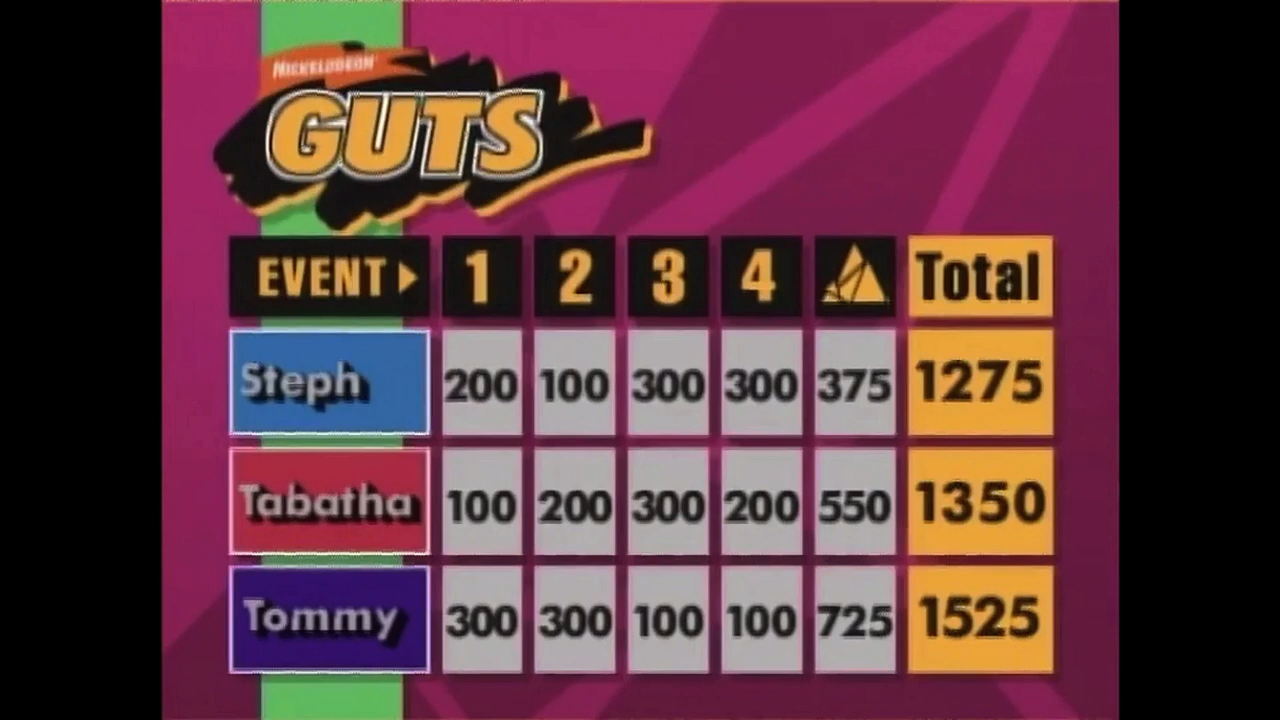 NICKELODEON
GUTS
EVENT 1 2 3 4 Total
Steph 200 100 300 300 375 1275
Tabatha 100 200 300 200 550 1350
Tommy 300 300 100 100 725 1525